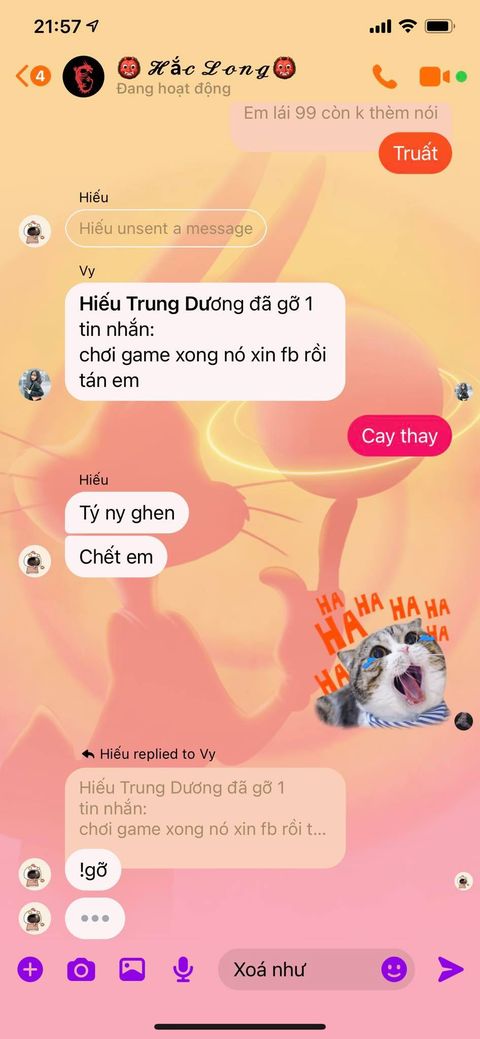 21:57
4
👹 𝓗ắ𝓬 𝓛𝓸𝓷𝓰👹
Đang hoạt động
Em lái 99 còn k thèm nói
Truất
Hiếu
Hiếu unsent a message
Vy
Hiếu Trung Dương đã gỡ 1
tin nhắn:
chơi game xong nó xin fb rồi
tán em
Cay thay
Hiếu
Tý ny ghen
Chết em
HA
HA
HA
HA
HA
HA
HA
Hiếu replied to Vy
Hiếu Trung Dương đã gỡ 1
tin nhắn:
chơi game xong nó xin fb rồi t...
!gỡ
Xoá như